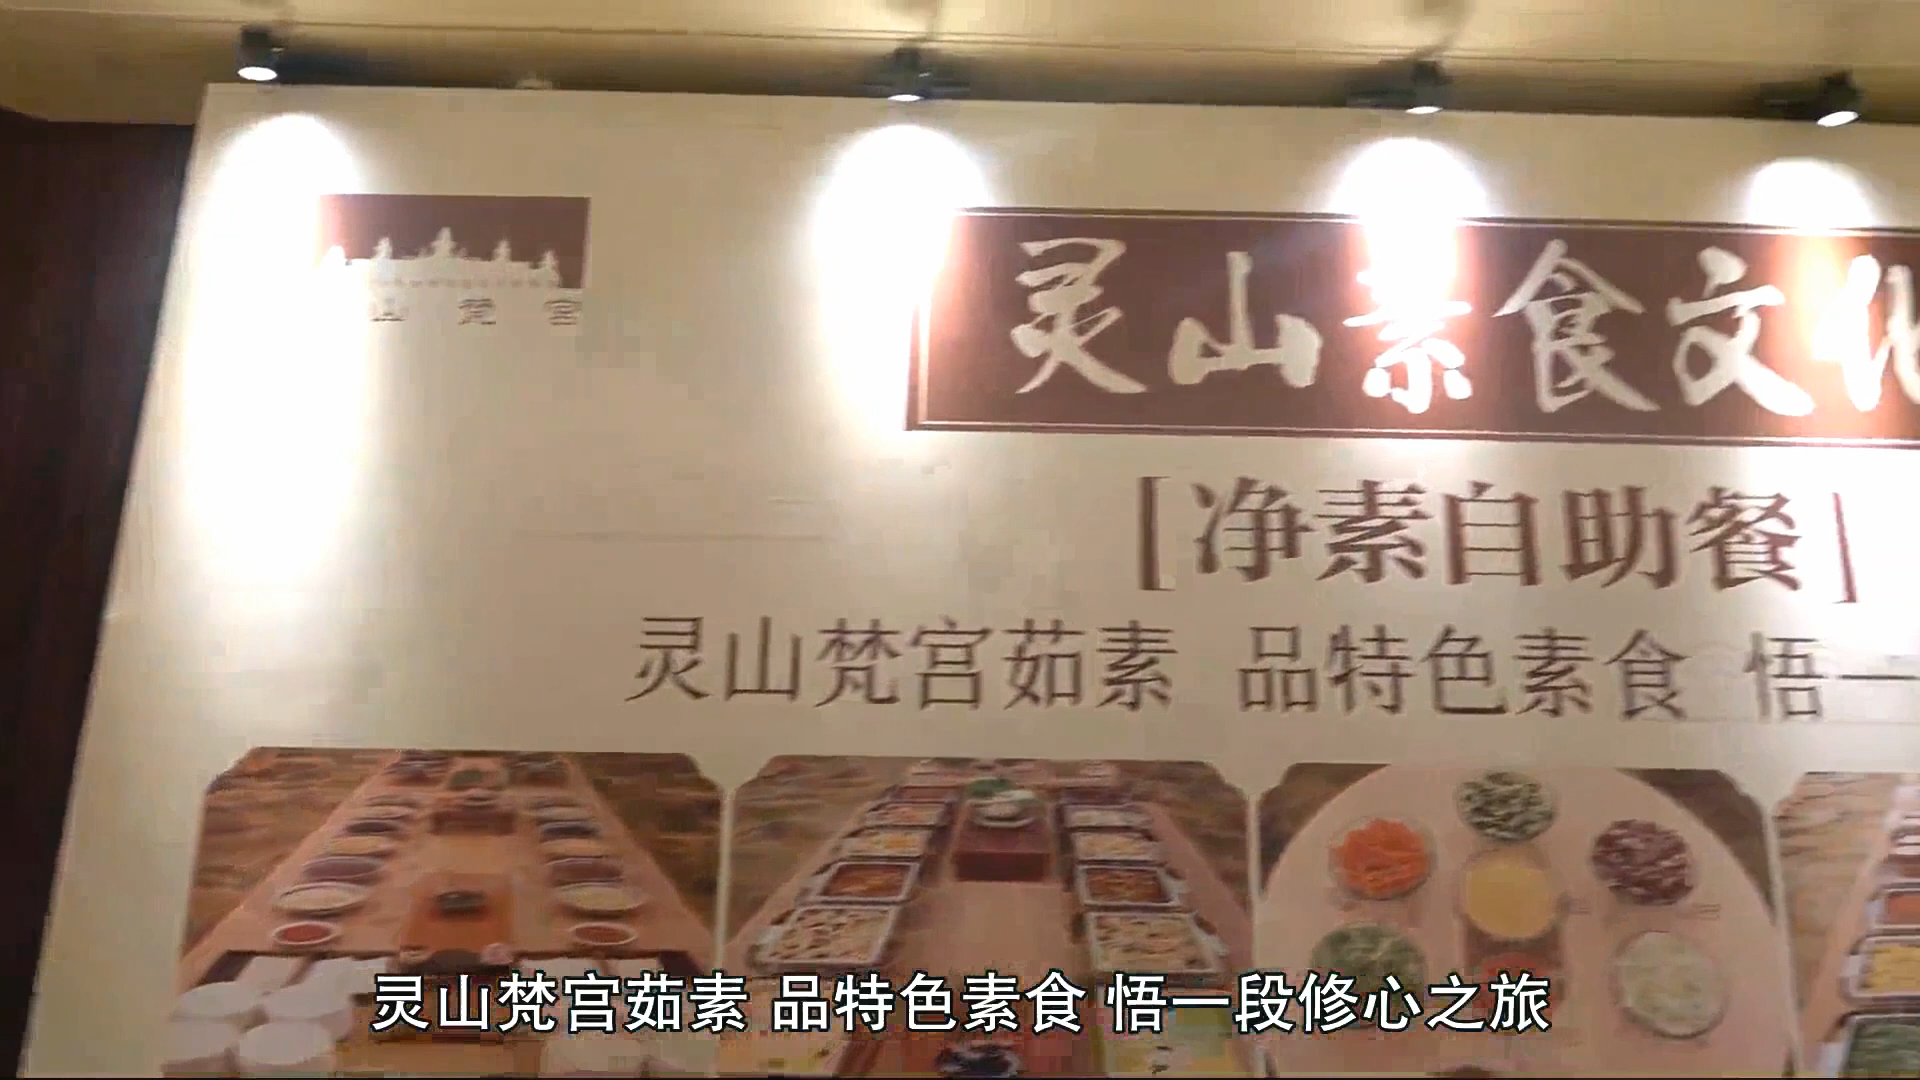 山 梵 宫
灵山素食文化
[净素自助餐]
灵山梵宫茹素 品特色素食 悟一
灵山梵宫茹素 品特色素食 悟一段修心之旅